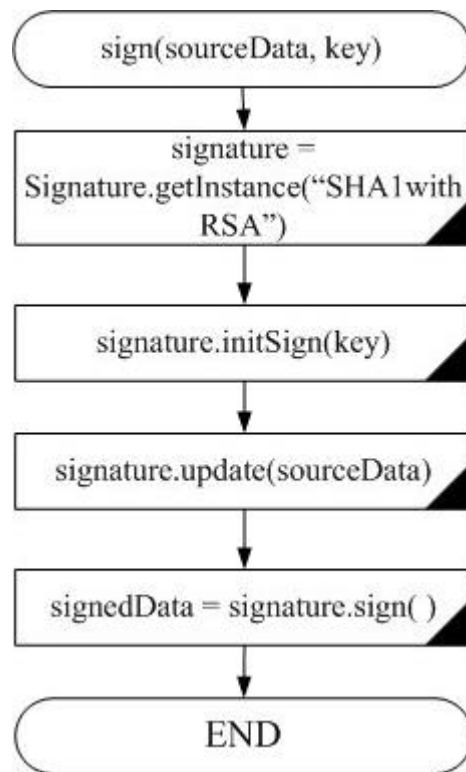 sign(sourceData, key)
signature =
Signature.getInstance(“SHA1with
RSA”)
signature.initSign(key)
signature.update(sourceData)
signedData = signature.sign( )
END